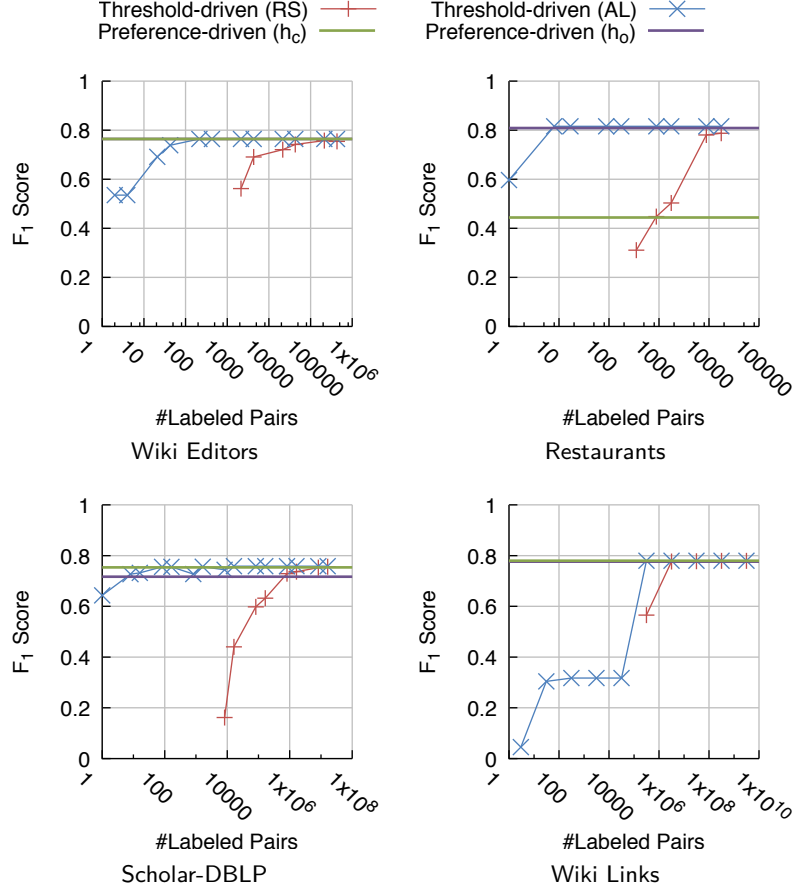 Threshold-driven (RS)
Threshold-driven (AL)
Preference-driven (hc)
Preference-driven (ho)
1
0.8
0.6
0.4
0.2
0
F1 Score
1
10
100
1000
10000
100000
1x10^6
#Labeled Pairs
Wiki Editors
1
0.8
0.6
0.4
0.2
0
F1 Score
1
10
100
1000
10000
100000
#Labeled Pairs
Restaurants
1
0.8
0.6
0.4
0.2
0
F1 Score
1
100
10000
1x10^6
1x10^8
#Labeled Pairs
Scholar-DBLP
1
0.8
0.6
0.4
0.2
0
F1 Score
1
100
10000
1x10^6
1x10^8
1x10^10
#Labeled Pairs
Wiki Links